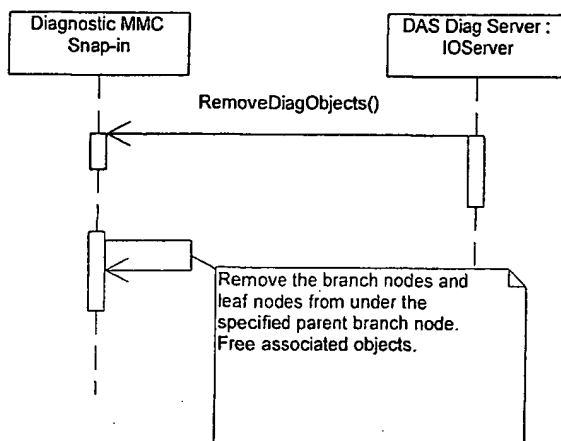 Diagnostic MMC
Snap-in
DAS Diag Server :
IOServer
RemoveDiagObjects()
Remove the branch nodes and
leaf nodes from under the
specified parent branch node.
Free associated objects.